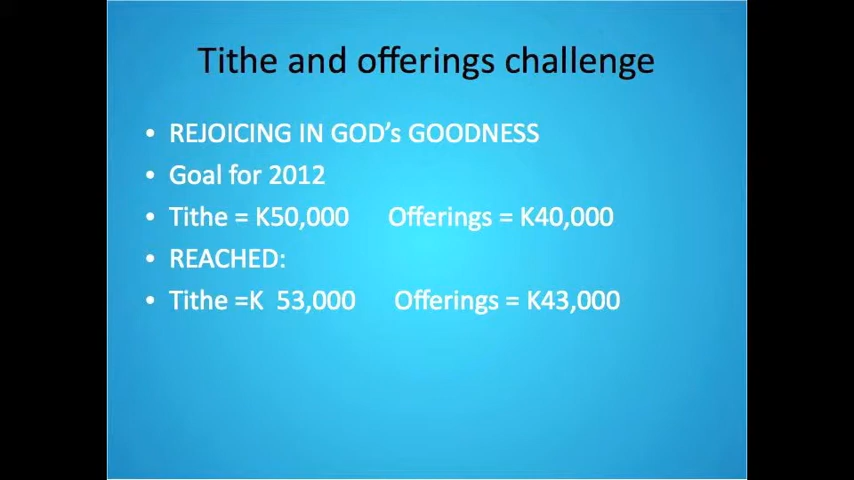 Tithe and offerings challenge
• REJOICING IN GOD's GOODNESS
• Goal for 2012
• Tithe = K50,000 Offerings = K40,000
• REACHED:
• Tithe =K 53,000 Offerings = K43,000